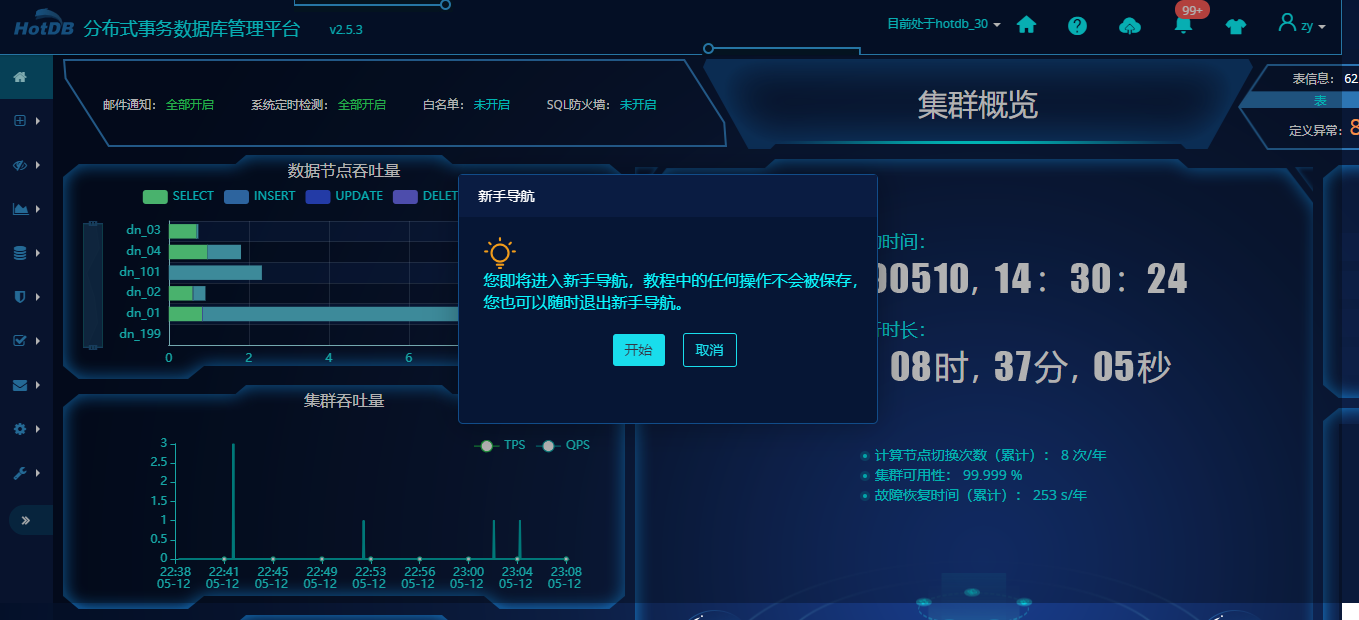 HotDB 分布式事务数据库管理平台 v2.5.3
目前处于hotdb_30
99+
zy
邮件通知： 全部开启 系统定时检测： 全部开启 白名单： 未开启 SQL防火墙： 未开启
集群概览
表信息： 62
表
定义异常： 8
数据节点吞吐量
SELECT INSERT UPDATE DELET
dn_03
dn_04
dn_101
dn_02
dn_01
dn_199
0 2 4 6
新手导航
您即将进入新手导航，教程中的任何操作不会被保存，
您也可以随时退出新手导航。
开始 取消
时间：
90510, 14： 30： 24
时长：
08时, 37分, 05秒
计算节点切换次数（累计）： 8 次/年
集群可用性： 99.999 %
故障恢复时间（累计）： 253 s/年
集群吞吐量
TPS QPS
3
2.5
2
1.5
1
0.5
0
22:38 22:41 22:45 22:49 22:53 22:56 23:00 23:04 23:08
05-12 05-12 05-12 05-12 05-12 05-12 05-12 05-12 05-12